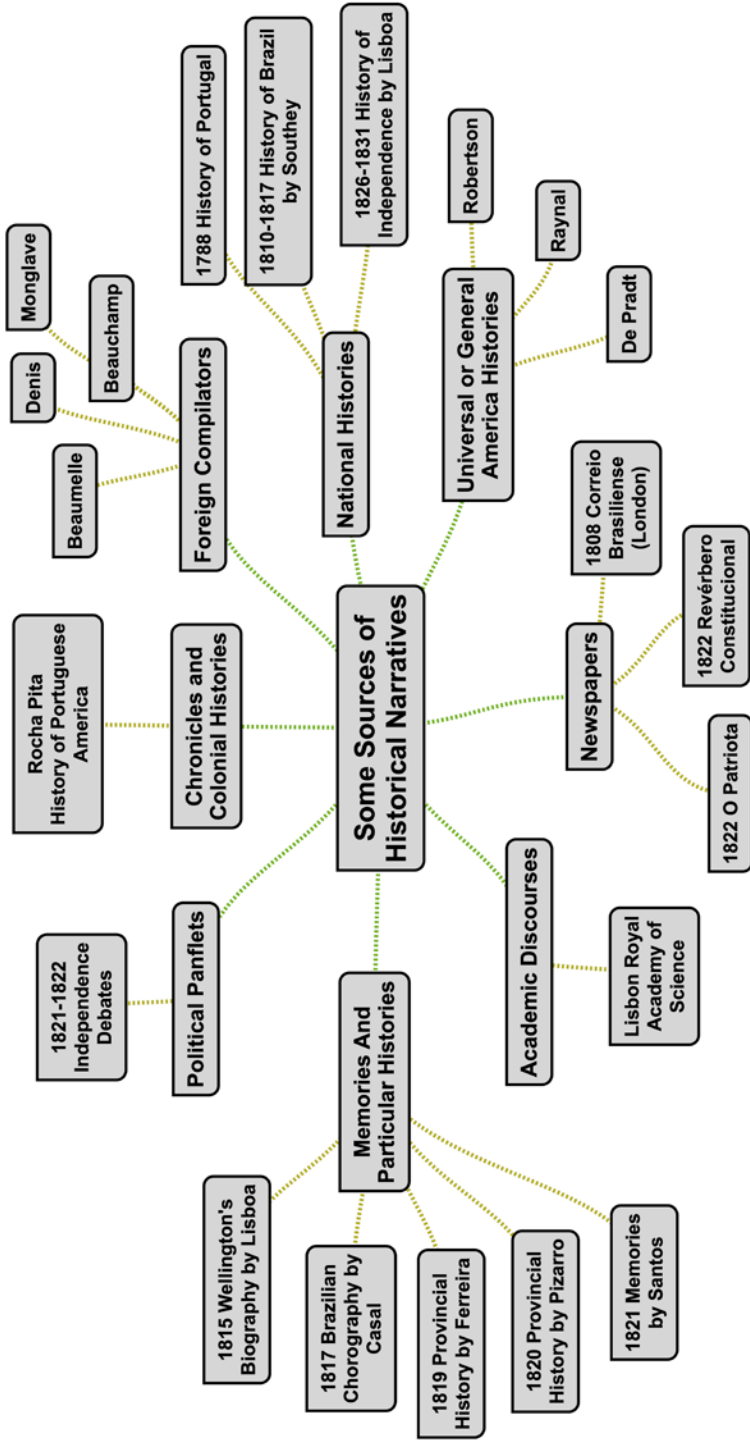 Some Sources of
Historical Narratives
Political Panflets
1821-1822
Independence
Debates
Chronicles and
Colonial Histories
Rocha Pita
History of Portuguese
America
Foreign Compilators
Beaumelle
Denis
Beauchamp
Monglave
National Histories
1788 History of Portugal
1810-1817 History of Brazil
by Southey
1826-1831 History of
Independence by Lisboa
Universal or General
America Histories
Robertson
Raynal
De Pradt
Newspapers
1808 Correio
Brasiliense
(London)
1822 Revérbero
Constitucional
1822 O Patriota
Academic Discourses
Lisbon Royal
Academy of
Science
Memories And
Particular Histories
1815 Wellington's
Biography by Lisboa
1817 Brazilian
Chorography by
Casal
1819 Provincial
History by Ferreira
1820 Provincial
History by Pizarro
1821 Memories
by Santos